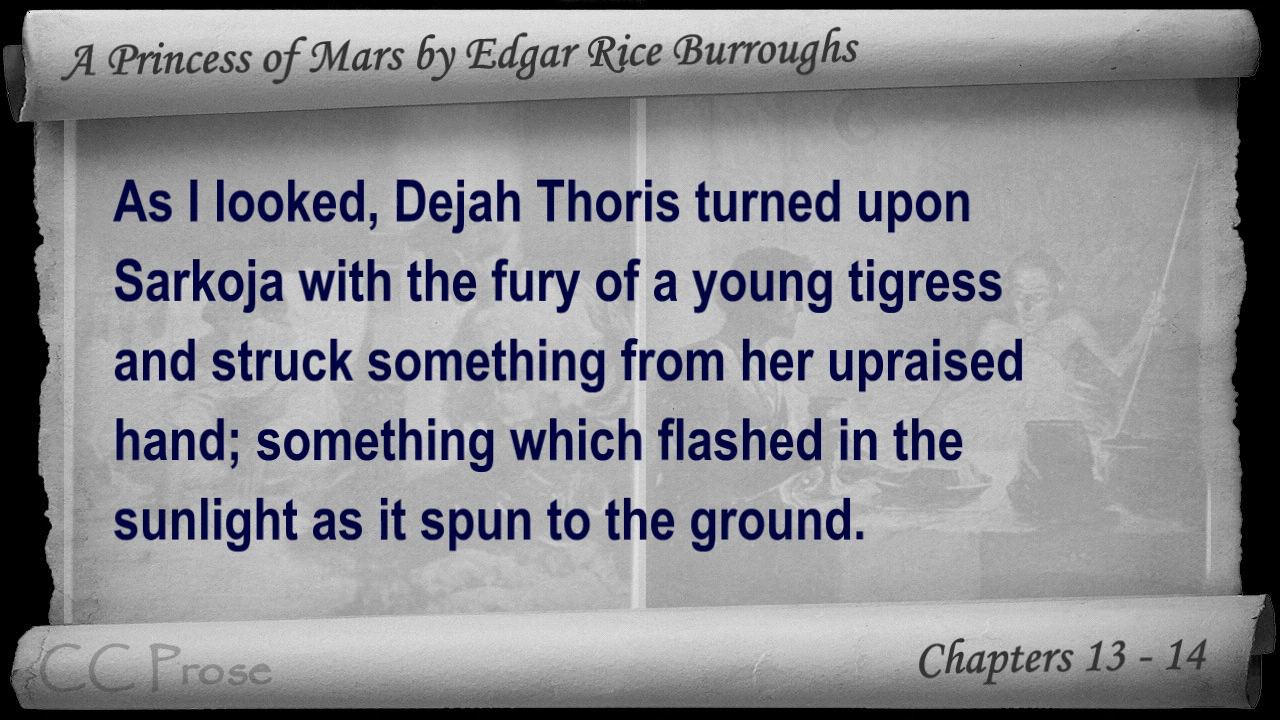 A Princess of Mars by Edgar Rice Burroughs
As I looked, Dejah Thoris turned upon
Sarkoja with the fury of a young tigress
and struck something from her upraised
hand; something which flashed in the
sunlight as it spun to the ground.
CC Prose
Chapters 13 - 14